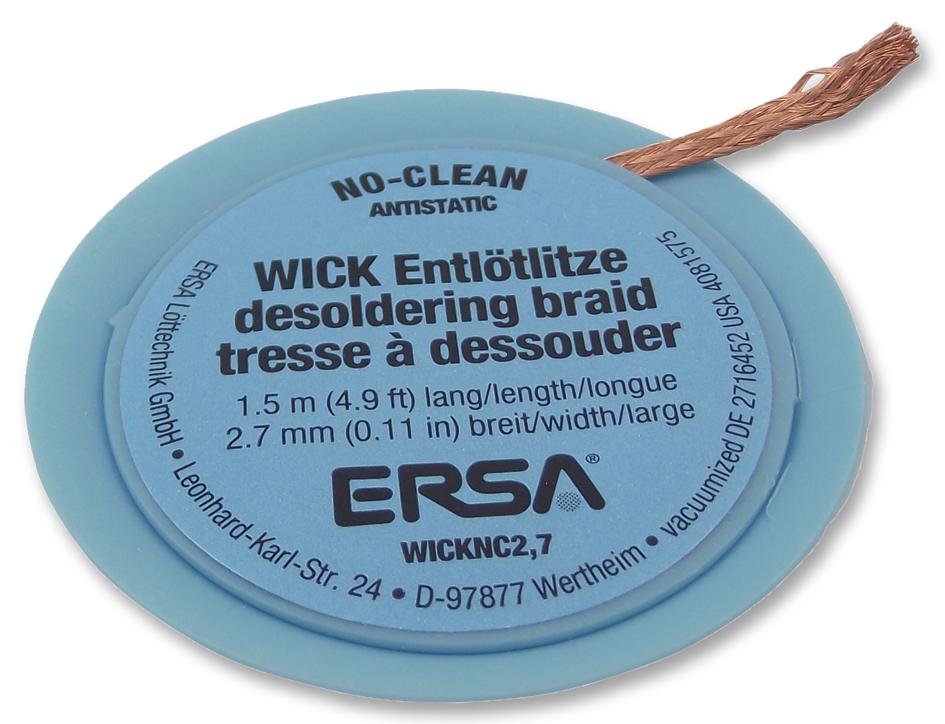 NO-CLEAN
ANTISTATIC
WICK Entlötlitze
desoldering braid
tresse à dessouder
1.5 m (4.9 ft) lang/length/longue
2.7 mm (0.11 in) breit/width/large
ERSA®
WICKNC2,7
ERSA Löttechnik GmbH • Leonhard-Karl-Str. 24 • D-97877 Wertheim • vacuumized DE 2716452 USA 4081575